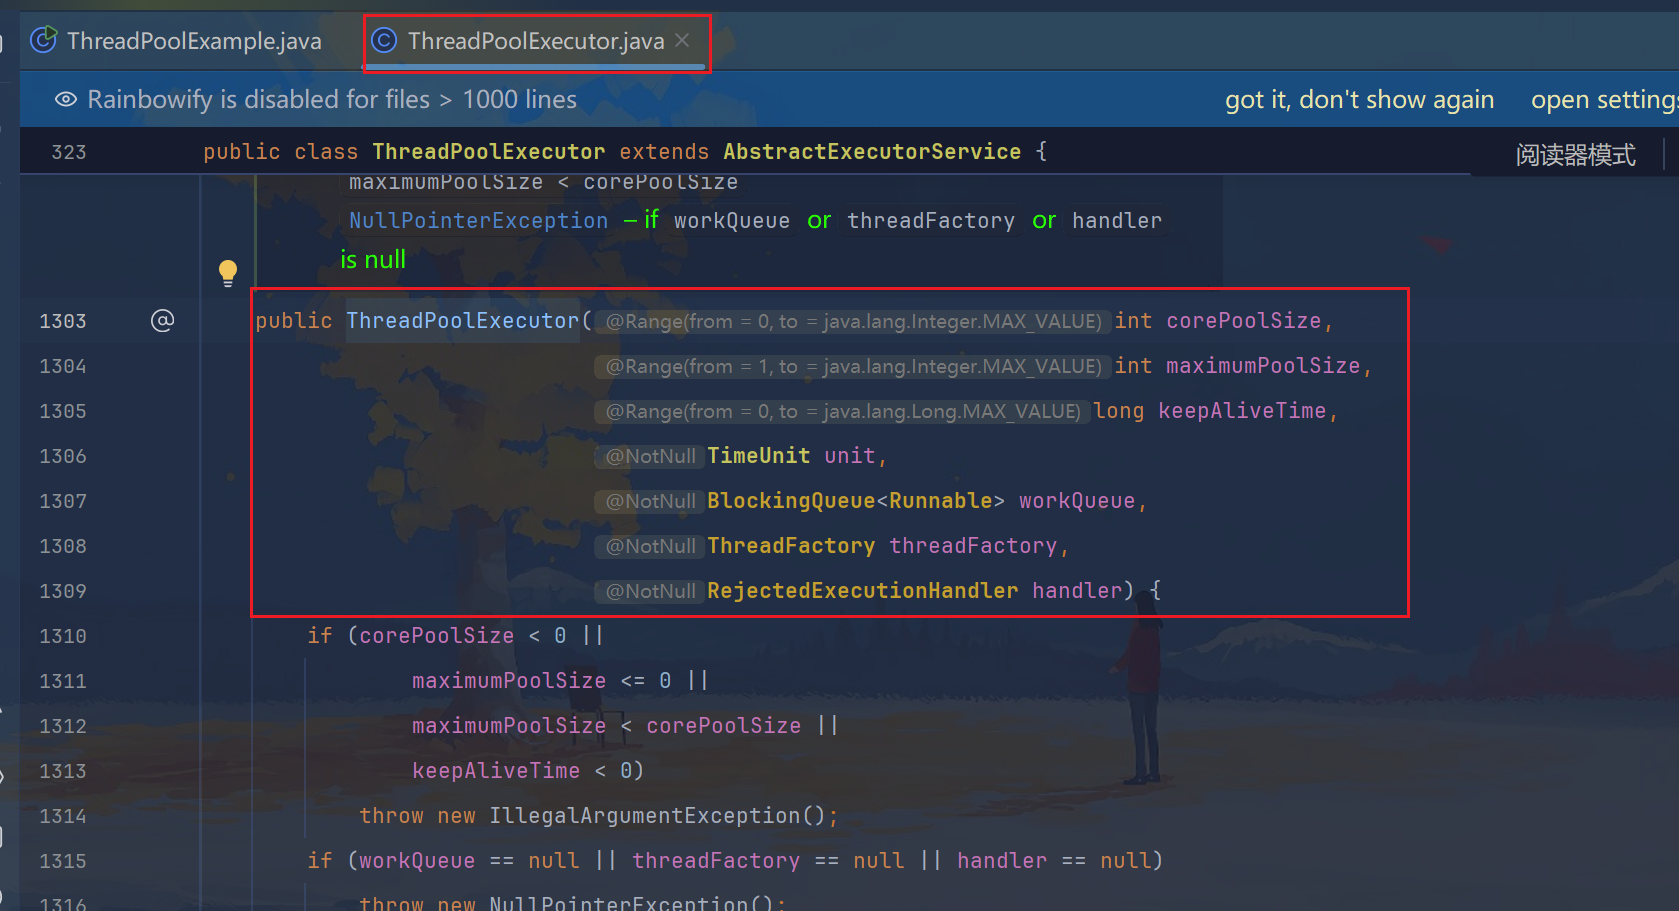 ThreadPoolExample.java
ThreadPoolExecutor.java
Rainbowify is disabled for files > 1000 lines
got it, don't show again
open settings
323 public class ThreadPoolExecutor extends AbstractExecutorService {
阅读器模式
maximumPoolSize < corePoolSize
NullPointerException – if workQueue or threadFactory or handler
is null
1303 @ public ThreadPoolExecutor( @Range(from = 0, to = java.lang.Integer.MAX_VALUE) int corePoolSize,
1304 @Range(from = 1, to = java.lang.Integer.MAX_VALUE) int maximumPoolSize,
1305 @Range(from = 0, to = java.lang.Long.MAX_VALUE) long keepAliveTime,
1306 @NotNull TimeUnit unit,
1307 @NotNull BlockingQueue<Runnable> workQueue,
1308 @NotNull ThreadFactory threadFactory,
1309 @NotNull RejectedExecutionHandler handler) {
1310 if (corePoolSize < 0 ||
1311 maximumPoolSize <= 0 ||
1312 maximumPoolSize < corePoolSize ||
1313 keepAliveTime < 0)
1314 throw new IllegalArgumentException();
1315 if (workQueue == null || threadFactory == null || handler == null)
1316 throw new NullPointerException();